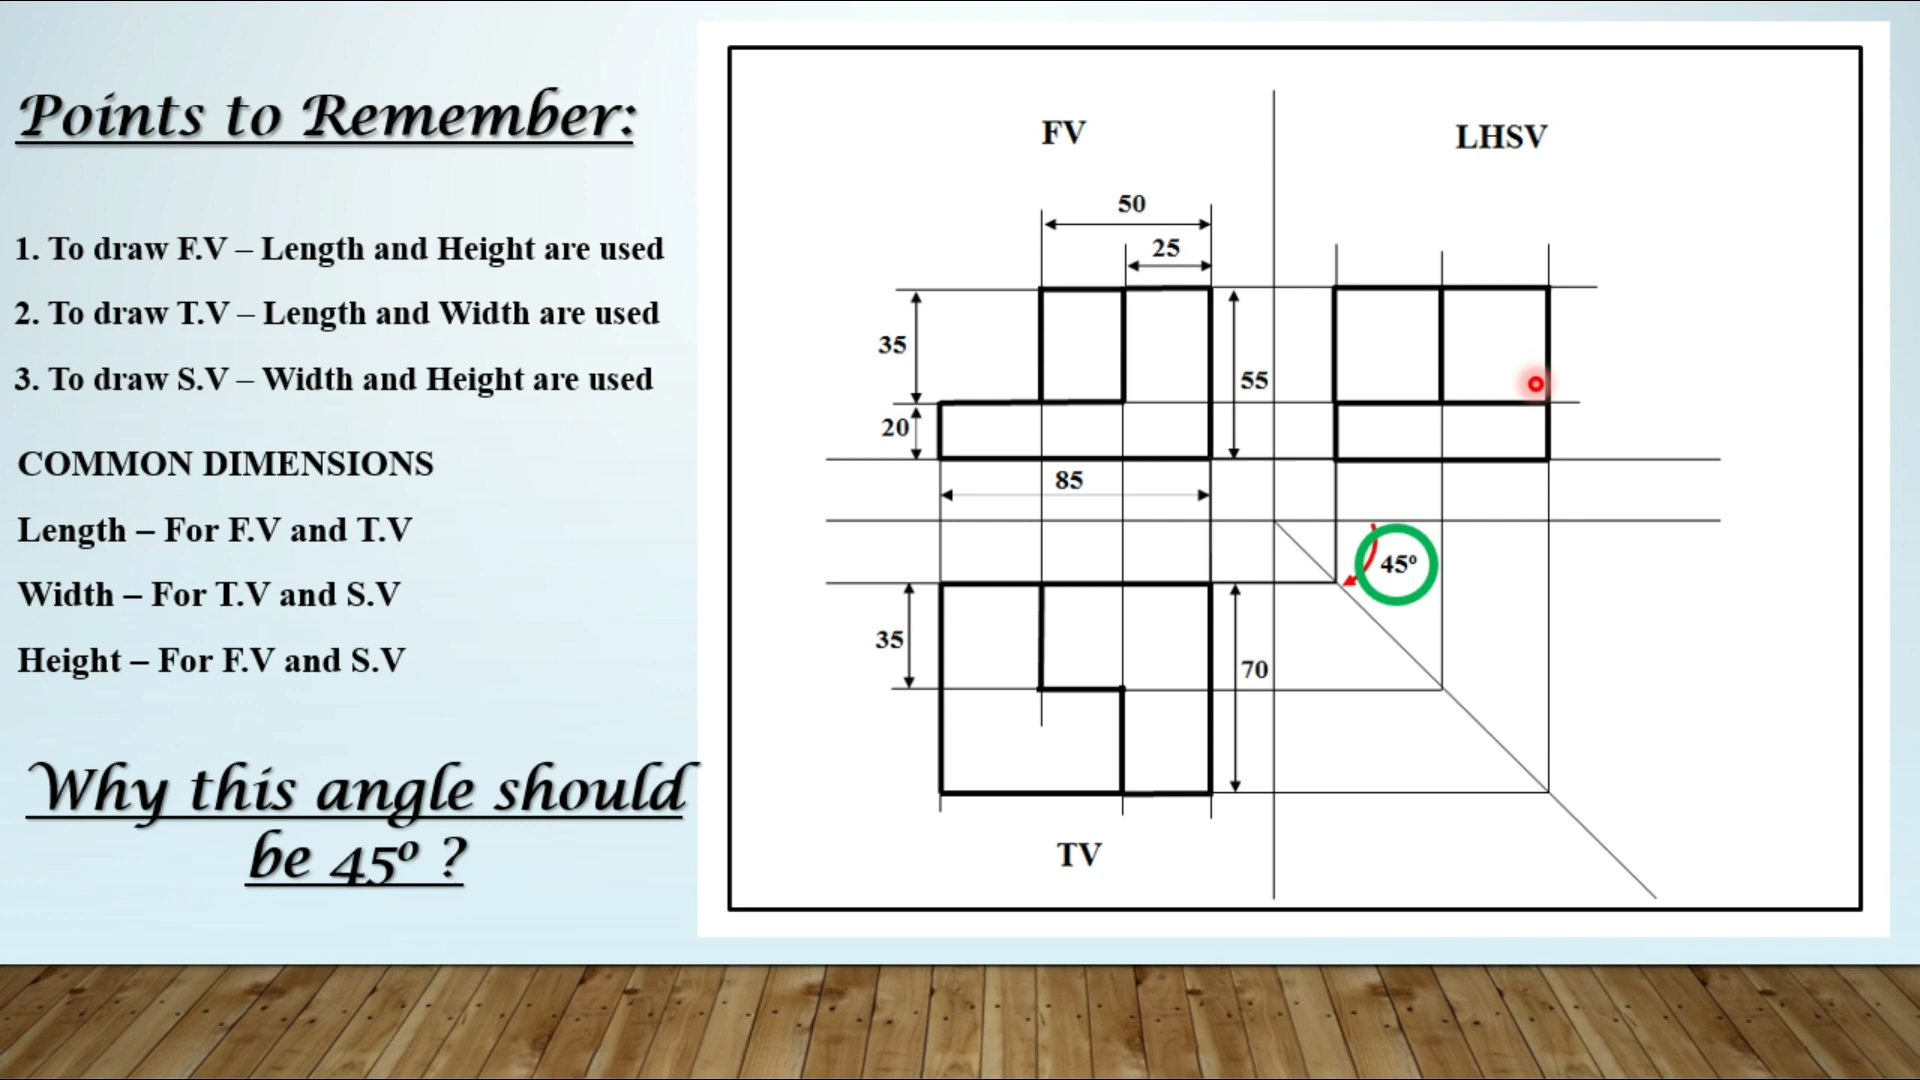 Points to Remember:
1. To draw F.V – Length and Height are used
2. To draw T.V – Length and Width are used
3. To draw S.V – Width and Height are used
COMMON DIMENSIONS
Length – For F.V and T.V
Width – For T.V and S.V
Height – For F.V and S.V
Why this angle should
be 45º ?
FV
LHSV
50
25
35
55
20
85
45º
35
70
TV